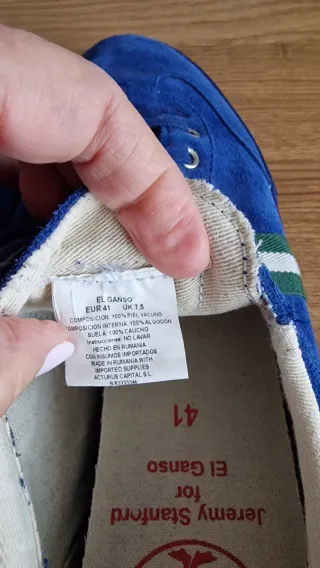 EL GANSO
EUR 41 UK 7,5
COMPOSICION: 100% PIEL VACUNO
COMPOSICION INTERNA: 100% ALGODÓN
SUELA: 100% CAUCHO
Instrucciones: NO LAVAR
HECHO EN RUMANIA
CON INSUMOS IMPORTADOS
MADE IN RUMANIA WITH
IMPORTED SUPPLIES
ACTURUS CAPITAL S.L.
41
El Ganso
for
Jeremy Stanford